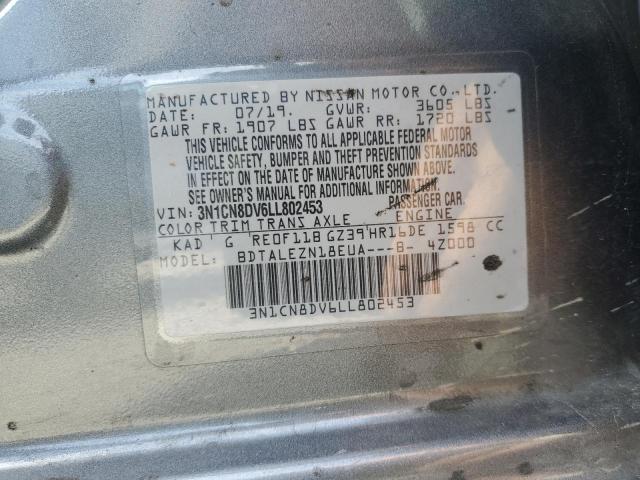 MANUFACTURED BY NISSAN MOTOR CO., LTD.
DATE: 07/19. GVWR: 3605 LBS
GAWR FR: 1907 LBS GAWR RR: 1720 LBS
THIS VEHICLE CONFORMS TO ALL APPLICABLE FEDERAL MOTOR
VEHICLE SAFETY, BUMPER AND THEFT PREVENTION STANDARDS
IN EFFECT ON THE DATE OF MANUFACTURE SHOWN ABOVE.
SEE OWNER'S MANUAL FOR ADDITIONAL INFORMATION.
VIN: 3N1CN8DV6LL802453 PASSENGER CAR.
COLOR TRIM TRANS AXLE ENGINE
KAD G RE0F11B GZ39 HR16DE 1598 CC
MODEL: BDTALEZN18EUA---B- 4Z000
3N1CN8DV6LL802453